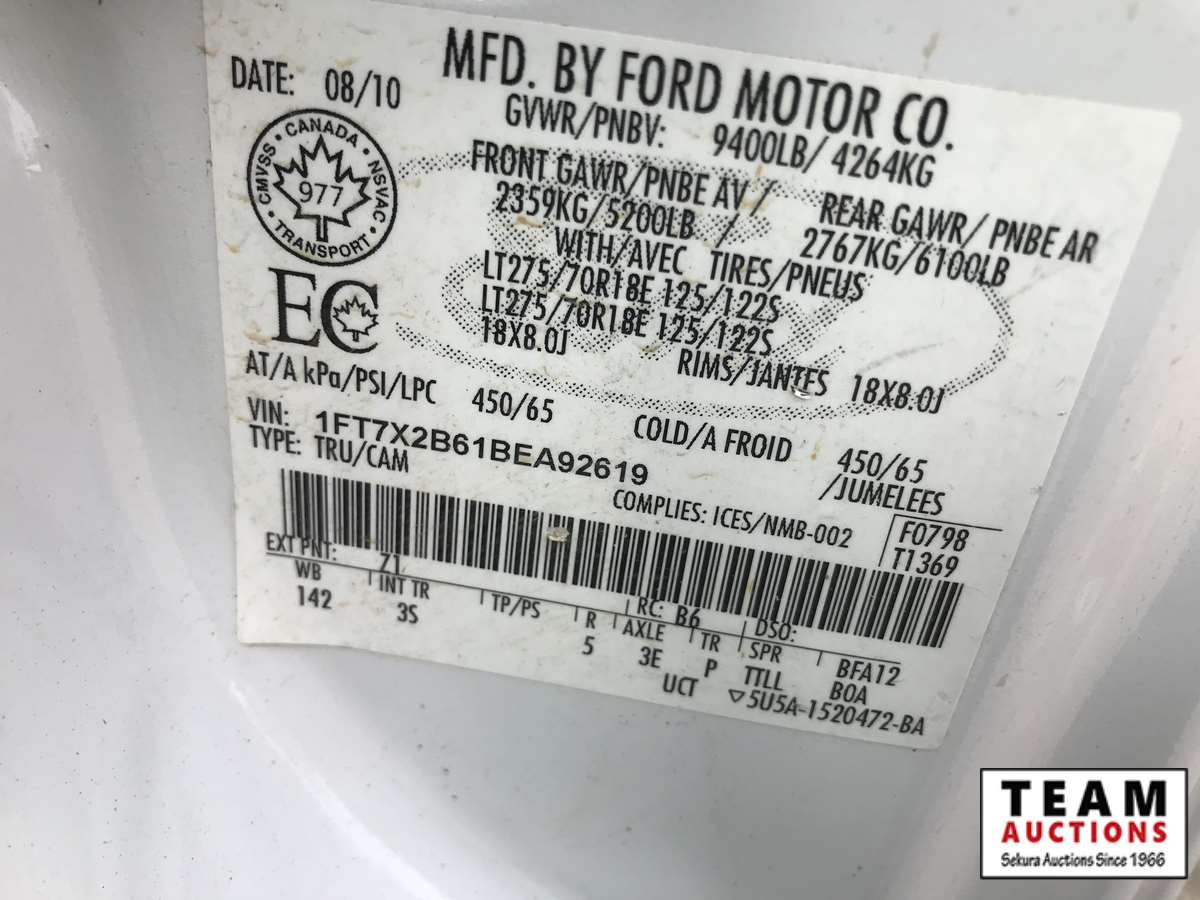 MFD. BY FORD MOTOR CO.
DATE: 08/10
GVWR/PNBV: 9400LB/ 4264KG
CMVSS • CANADA • NSVAC • TRANSPORT •
977
FRONT GAWR/PNBE AV / REAR GAWR/ PNBE AR
2359KG/5200LB / 2767KG/6100LB
WITH/AVEC TIRES/PNEUS
LT275/70R18E 125/122S
LT275/70R18E 125/122S
EC
18X8.0J RIMS/JANTES 18X8.0J
AT/A kPa/PSI/LPC 450/65 COLD/A FROID 450/65
VIN: 1FT7X2B61BEA92619 /JUMELEES
TYPE: TRU/CAM
COMPLIES: ICES/NMB-002 F0798
T1369
EXT PNT: Z1 RC: B6 DSO:
WB INT TR TP/PS R AXLE TR SPR BFA12
142 3S 5 3E P TTLL B0A
UCT ▽5U5A-1520472-BA
TEAM
AUCTIONS
Sekura Auctions Since 1966